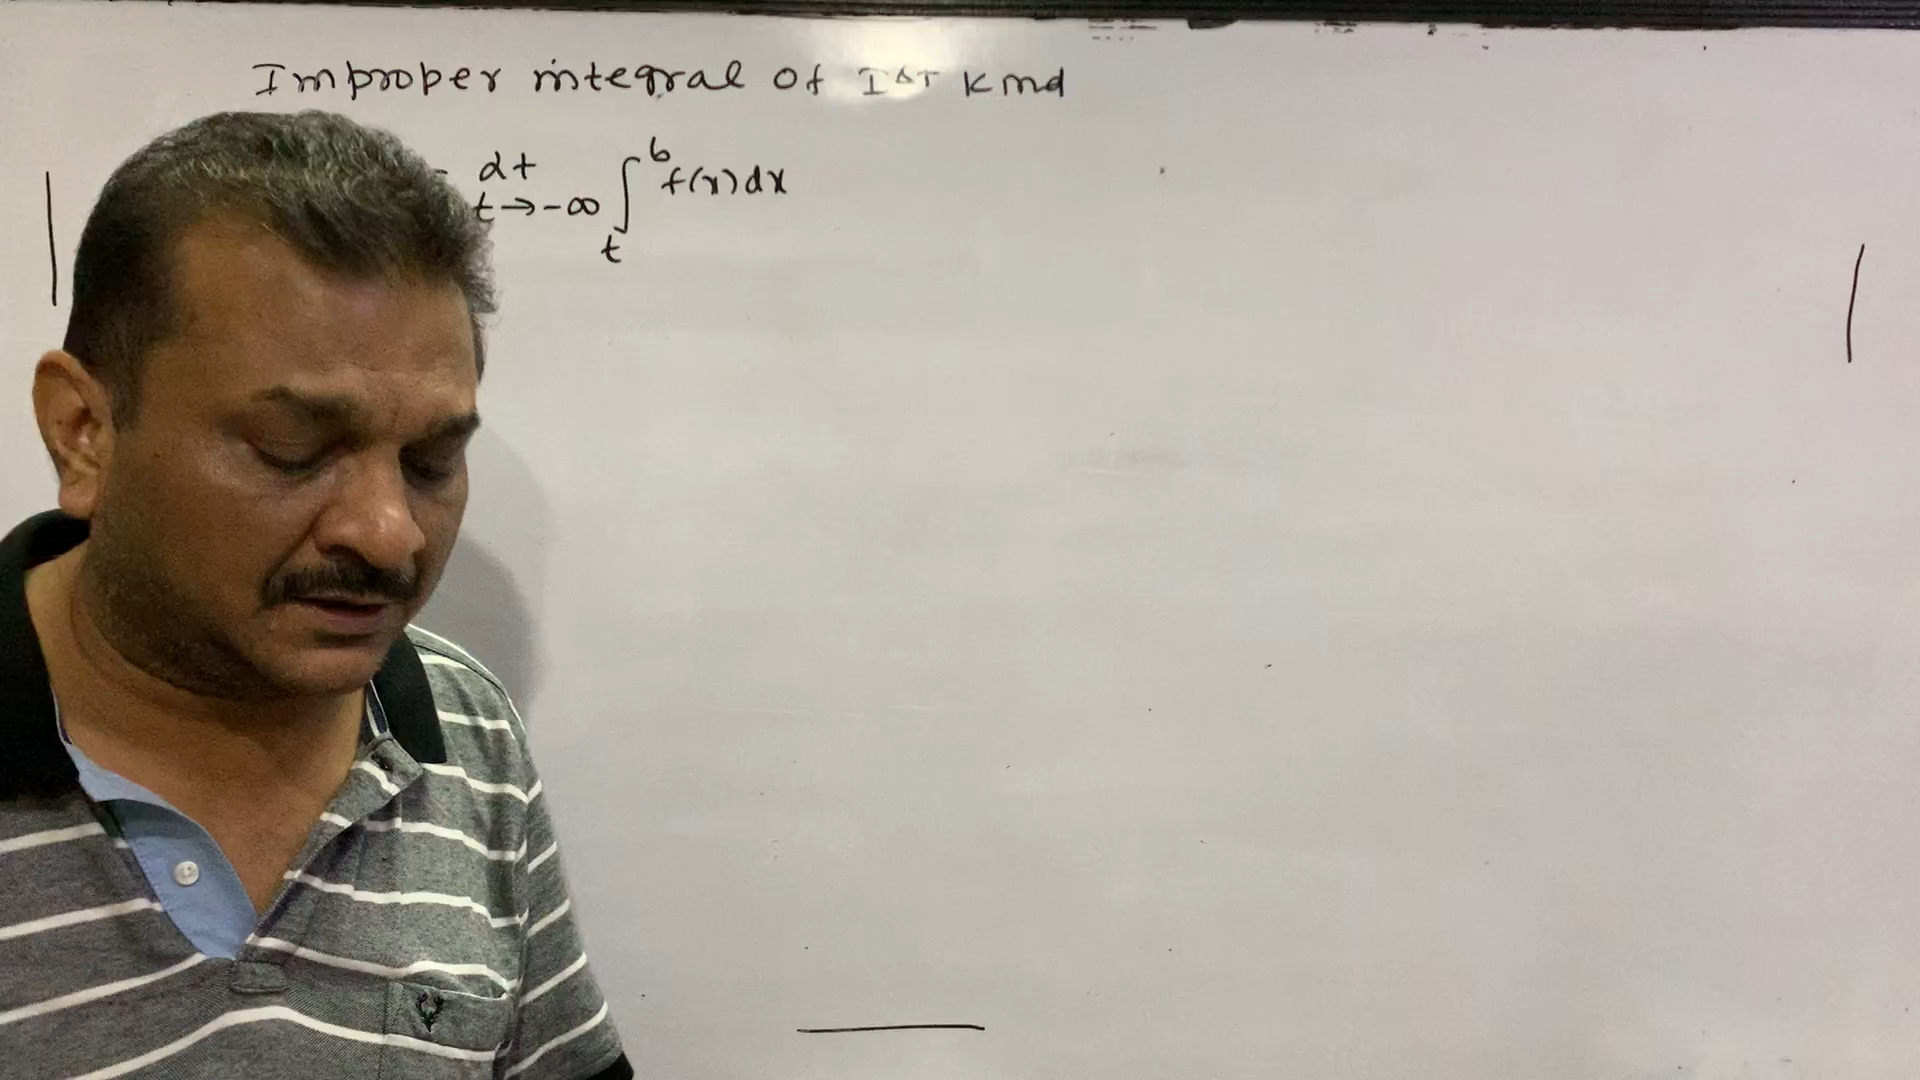 Improper integral of Ist kind
lt
t→-∞ ∫_t^b f(x)dx